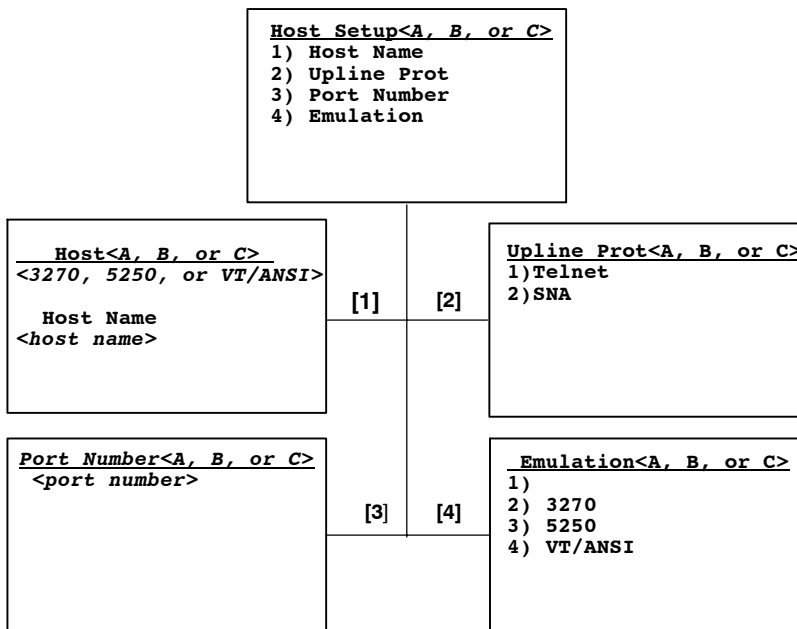 Host Setup<A, B, or C>
1) Host Name
2) Upline Prot
3) Port Number
4) Emulation
Host<A, B, or C>
<3270, 5250, or VT/ANSI>
Host Name
<host name>
[1]
[2]
Upline Prot<A, B, or C>
1)Telnet
2)SNA
Port Number<A, B, or C>
<port number>
[3]
[4]
Emulation<A, B, or C>
1)
2) 3270
3) 5250
4) VT/ANSI